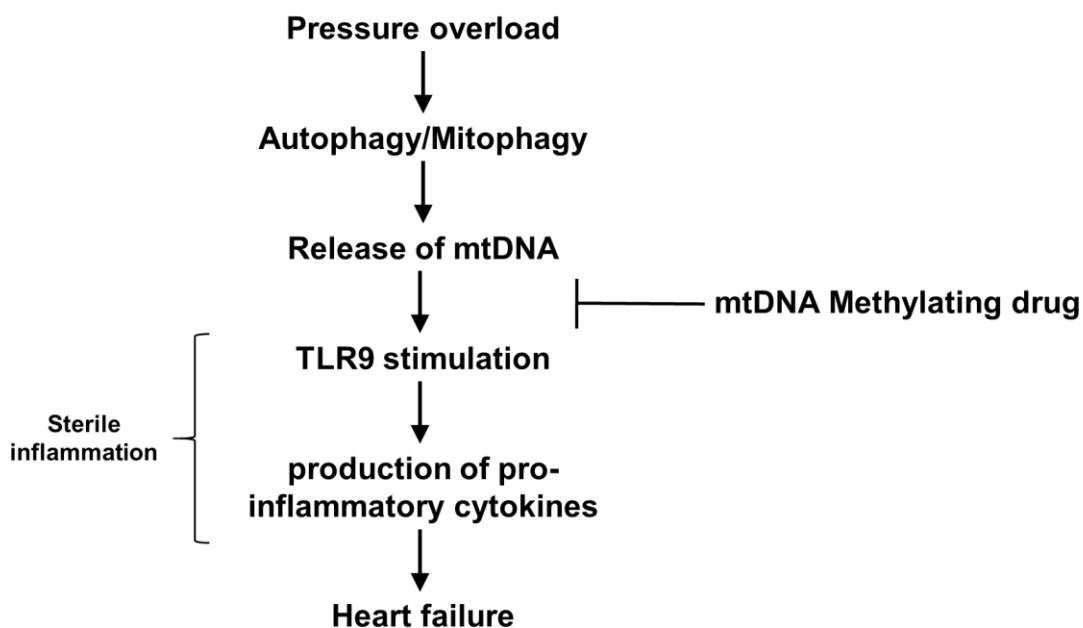 Pressure overload
Autophagy/Mitophagy
Release of mtDNA
mtDNA Methylating drug
TLR9 stimulation
Sterile
inflammation
production of pro-
inflammatory cytokines
Heart failure